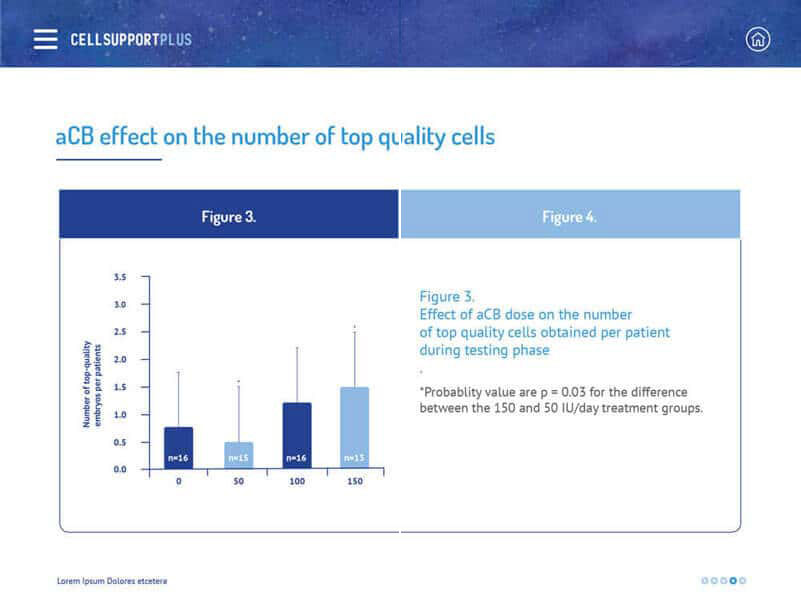 CELLSUPPORTPLUS
aCB effect on the number of top quality cells
Figure 3.
Figure 4.
3.5
3.0
2.5
2.0
1.5
1.0
0.5
0.0
Number of top-quality
embryos per patients
* *
n=16 n=15 n=16 n=15
0 50 100 150
Figure 3.
Effect of aCB dose on the number
of top quality cells obtained per patient
during testing phase
.
*Probablity value are p = 0.03 for the difference
between the 150 and 50 IU/day treatment groups.
Lorem Ipsum Dolores etcetera